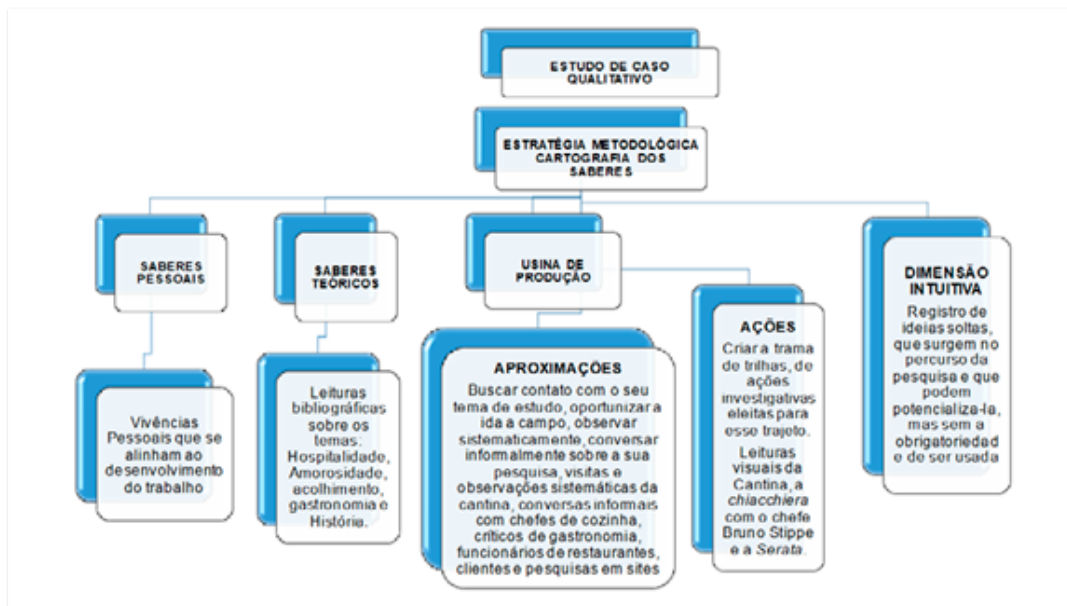 ESTUDO DE CASO
QUALITATIVO
ESTRATÉGIA METODOLÓGICA
CARTOGRAFIA DOS
SABERES
SABERES
PESSOAIS
Vivências
Pessoais que se
alinham ao
desenvolvimento
do trabalho
SABERES
TEÓRICOS
Leituras
bibliográficas
sobre os
temas:
Hospitalidade,
Amorosidade,
acolhimento,
gastronomia e
História.
USINA DE
PRODUÇÃO
APROXIMAÇÕES
Buscar contato com o seu
tema de estudo, oportunizar a
ida a campo, observar
sistematicamente, conversar
informalmente sobre a sua
pesquisa, visitas e
observações sistemáticas da
cantina, conversas informais
com chefes de cozinha,
críticos de gastronomia,
funcionários de restaurantes,
clientes e pesquisas em sites
AÇÕES
Criar a trama
de trilhas, de
ações
investigativas
eleitas para
esse trajeto.
Leituras
visuais da
Cantina, a
chiacchiera
com o chefe
Bruno Stippe
e a Serata.
DIMENSÃO
INTUITIVA
Registro de
ideias soltas,
que surgem no
percurso da
pesquisa e que
podem
potencializa-la,
mas sem a
obrigatoriedad
e de ser usada